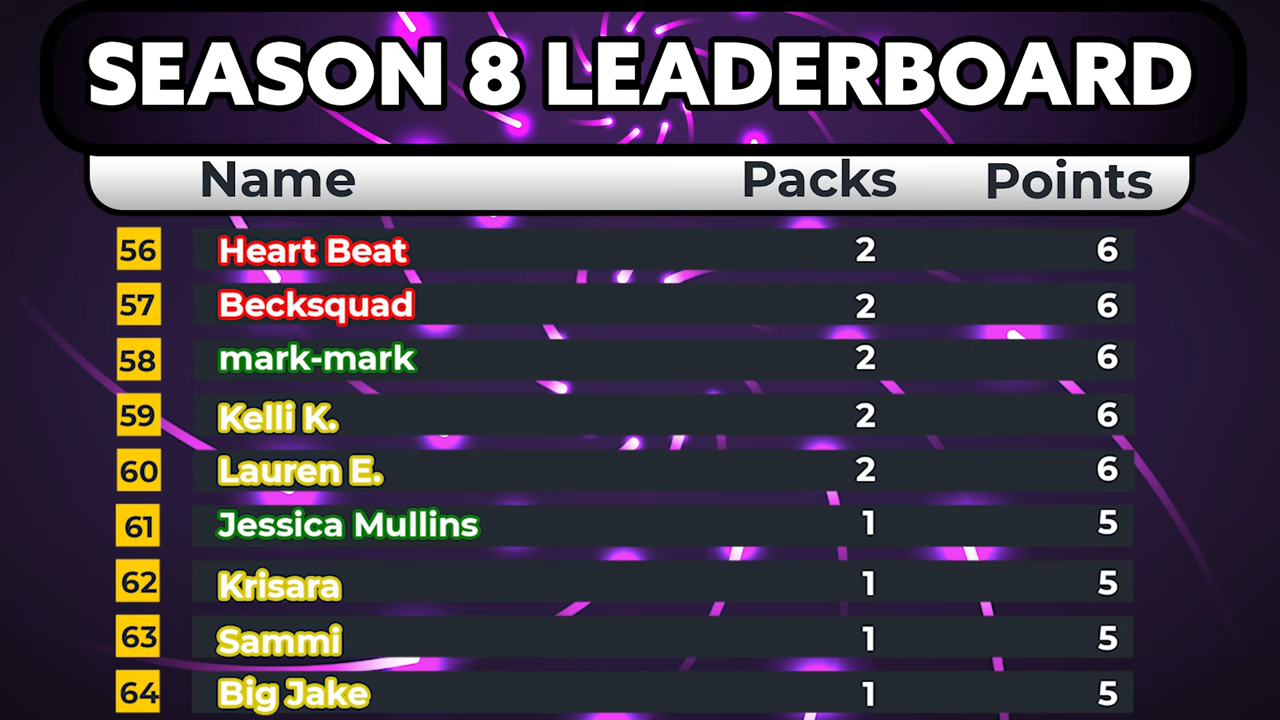 SEASON 8 LEADERBOARD
Name Packs Points
56 Heart Beat 2 6
57 Becksquad 2 6
58 mark-mark 2 6
59 Kelli K. 2 6
60 Lauren E. 2 6
61 Jessica Mullins 1 5
62 Krisara 1 5
63 Sammi 1 5
64 Big Jake 1 5